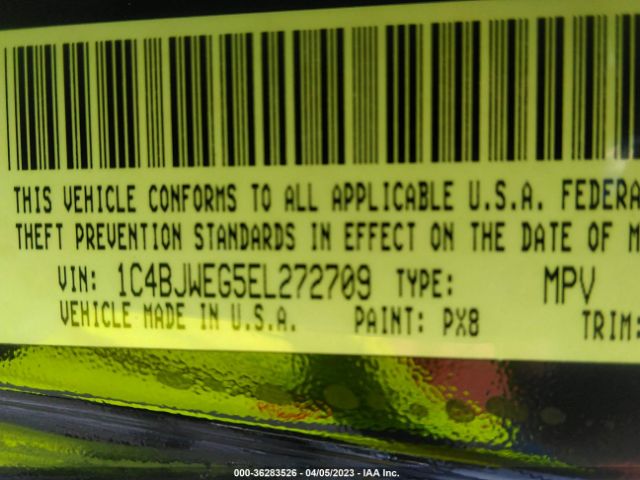 THIS VEHICLE CONFORMS TO ALL APPLICABLE U.S.A. FEDERA
THEFT PREVENTION STANDARDS IN EFFECT ON THE DATE OF M
VIN: 1C4BJWEG5EL272709 TYPE: MPV
VEHICLE MADE IN U.S.A. PAINT: PX8 TRIM:
000-36283526 - 04/05/2023 - IAA Inc.